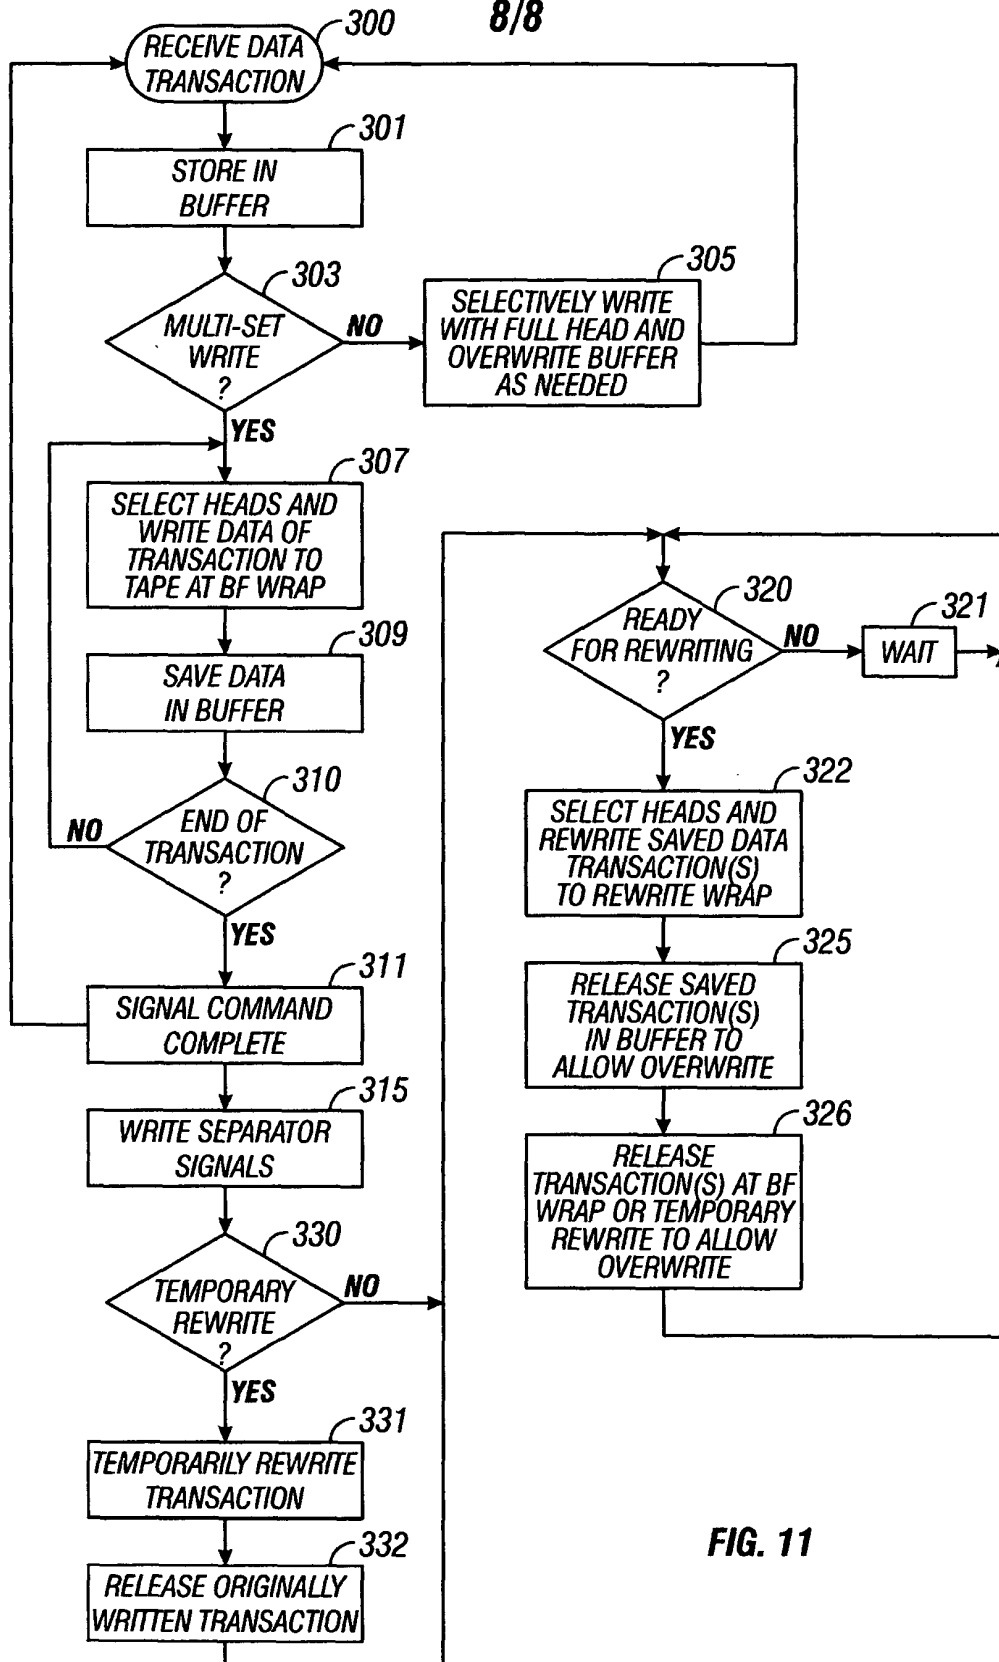 8/8
300
RECEIVE DATA
TRANSACTION
301
STORE IN
BUFFER
303
MULTI-SET
WRITE
?
NO
YES
305
SELECTIVELY WRITE
WITH FULL HEAD AND
OVERWRITE BUFFER
AS NEEDED
307
SELECT HEADS AND
WRITE DATA OF
TRANSACTION TO
TAPE AT BF WRAP
309
SAVE DATA
IN BUFFER
310
END OF
TRANSACTION
?
NO
YES
311
SIGNAL COMMAND
COMPLETE
315
WRITE SEPARATOR
SIGNALS
330
TEMPORARY
REWRITE
?
NO
YES
331
TEMPORARILY REWRITE
TRANSACTION
332
RELEASE ORIGINALLY
WRITTEN TRANSACTION
320
READY
FOR REWRITING
?
NO
YES
321
WAIT
322
SELECT HEADS AND
REWRITE SAVED DATA
TRANSACTION(S)
TO REWRITE WRAP
325
RELEASE SAVED
TRANSACTION(S)
IN BUFFER TO
ALLOW OVERWRITE
326
RELEASE
TRANSACTION(S) AT BF
WRAP OR TEMPORARY
REWRITE TO ALLOW
OVERWRITE
FIG. 11